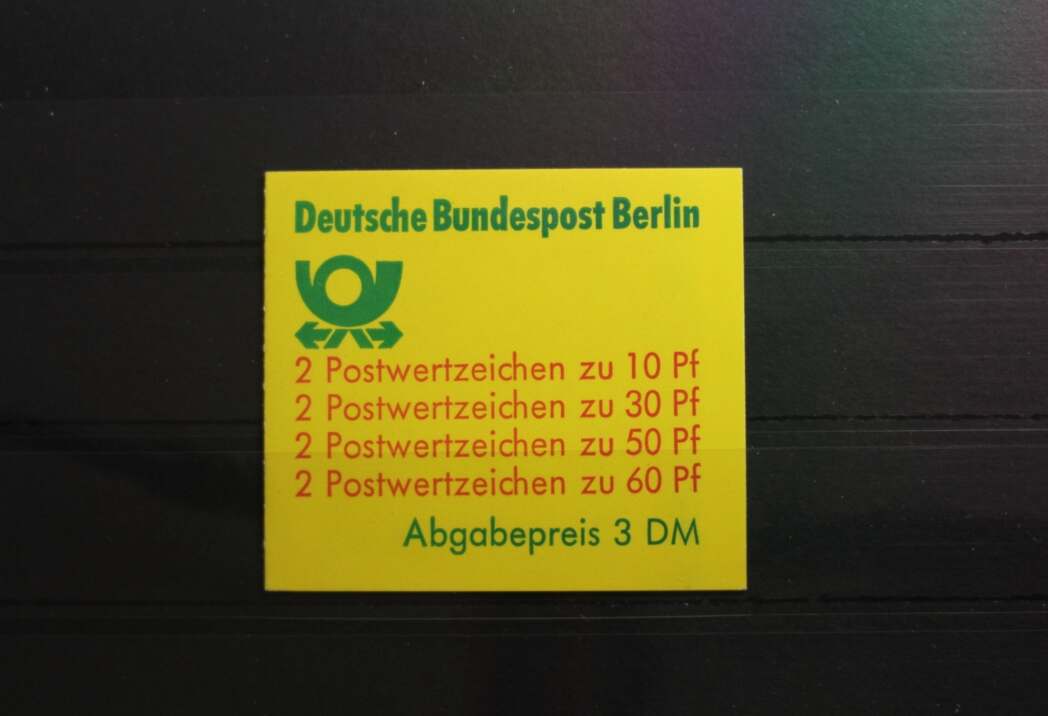 Deutsche Bundespost Berlin
2 Postwertzeichen zu 10 Pf
2 Postwertzeichen zu 30 Pf
2 Postwertzeichen zu 50 Pf
2 Postwertzeichen zu 60 Pf
Abgabepreis 3 DM